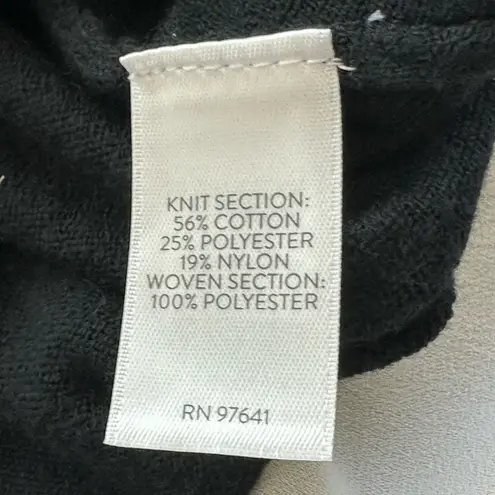 KNIT SECTION:
56% COTTON
25% POLYESTER
19% NYLON
WOVEN SECTION:
100% POLYESTER
RN 97641